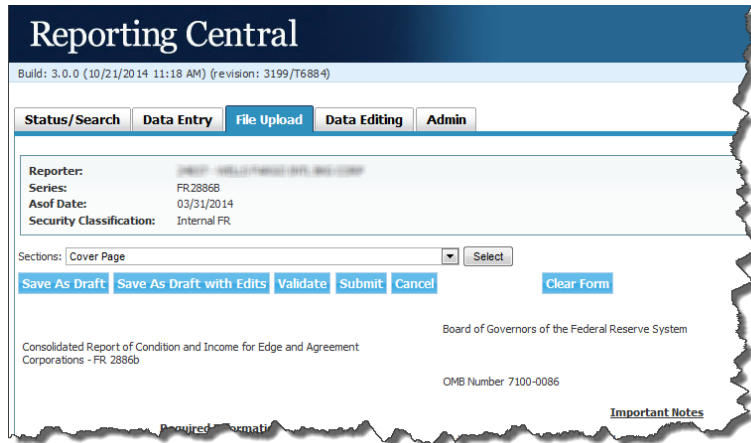 Reporting Central
Build: 3.0.0 (10/21/2014 11:18 AM) (revision: 3199/T6884)
Status/Search Data Entry File Upload Data Editing Admin
Reporter:
Series: FR2886B
Asof Date: 03/31/2014
Security Classification: Internal FR
Sections: Cover Page Select
Save As Draft Save As Draft with Edits Validate Submit Cancel Clear Form
Board of Governors of the Federal Reserve System
Consolidated Report of Condition and Income for Edge and Agreement
Corporations - FR 2886b
OMB Number 7100-0086
Important Notes
Required